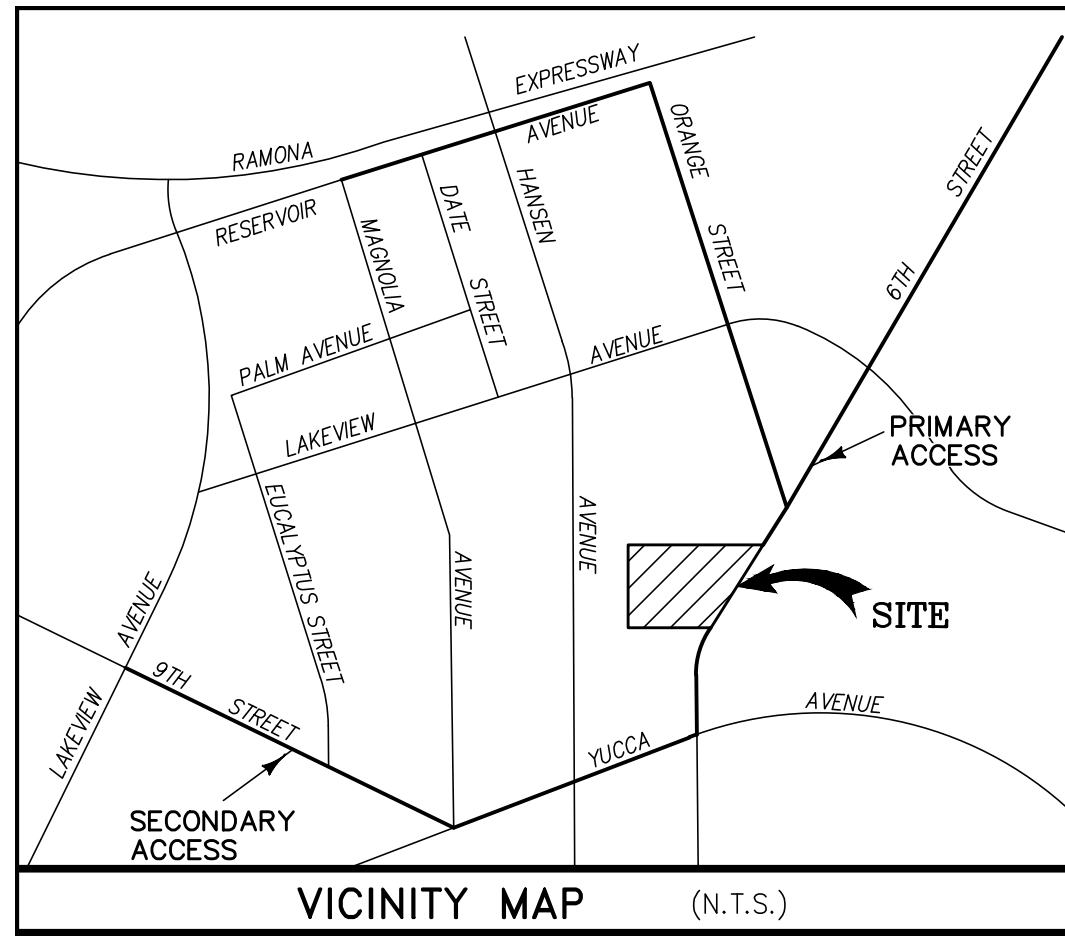 EXPRESSWAY
RAMONA
AVENUE
RESERVOIR
ORANGE
STREET
HANSEN
DATE
STREET
MAGNOLIA
STREET
6TH
PALM AVENUE
AVENUE
LAKEVIEW
PRIMARY
ACCESS
EUCALYPTUS STREET
AVENUE
AVENUE
SITE
AVENUE
LAKEVIEW
9TH
STREET
YUCCA
AVENUE
SECONDARY
ACCESS
VICINITY MAP (N.T.S.)